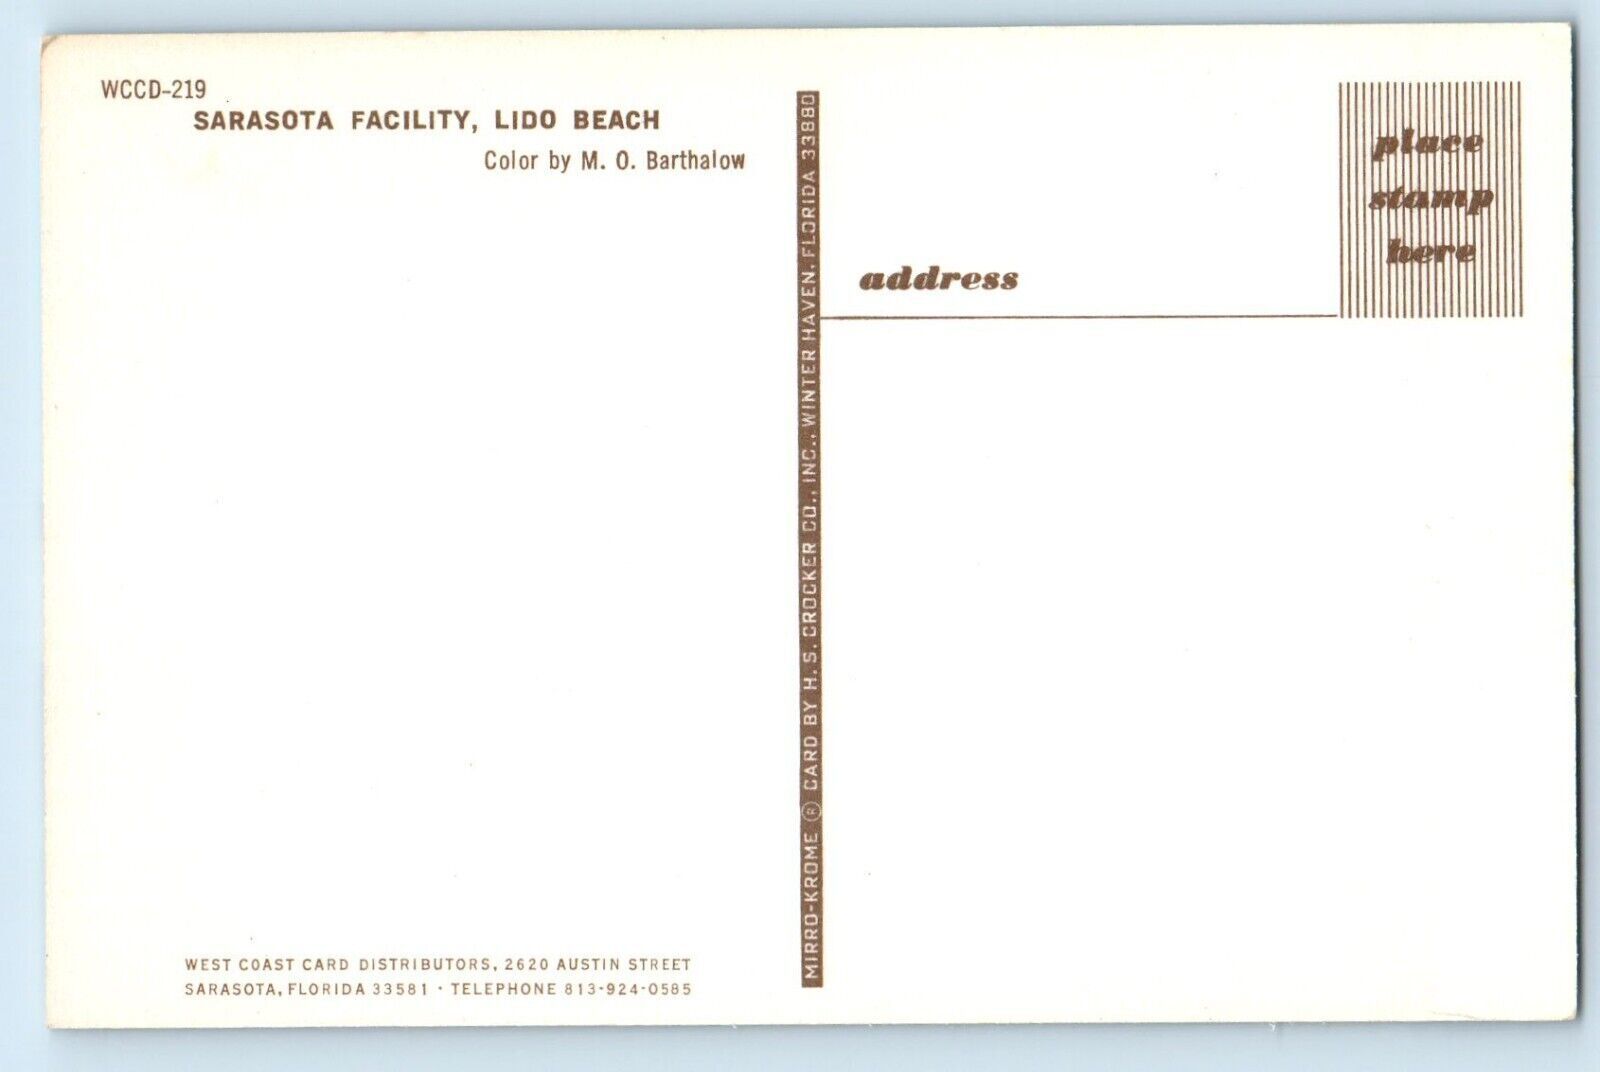 WCCD-219
SARASOTA FACILITY, LIDO BEACH
Color by M. O. Barthalow
WEST COAST CARD DISTRIBUTORS, 2620 AUSTIN STREET
SARASOTA, FLORIDA 33581 · TELEPHONE 813-924-0585
MIRRO-KROME ® CARD BY H. S. CROCKER CO., INC., WINTER HAVEN, FLORIDA 33880
address
place
stamp
here